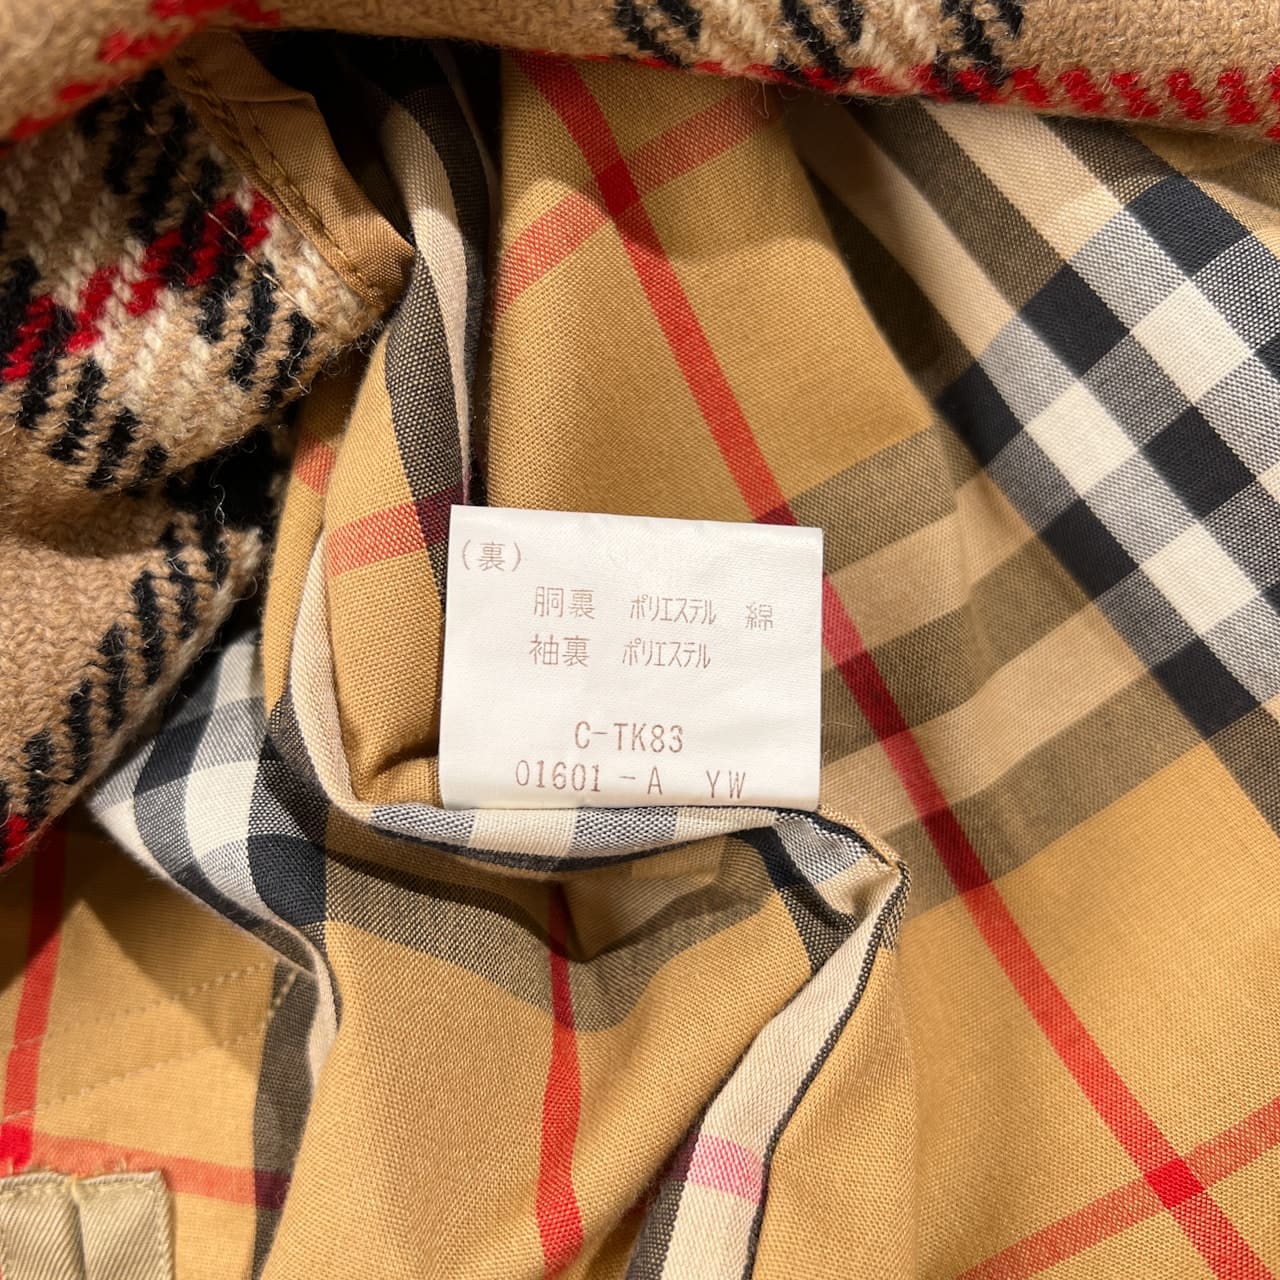 (裏)
胴裏 ポリエステル 綿
袖裏 ポリエステル
C-TK83
01601-A YW